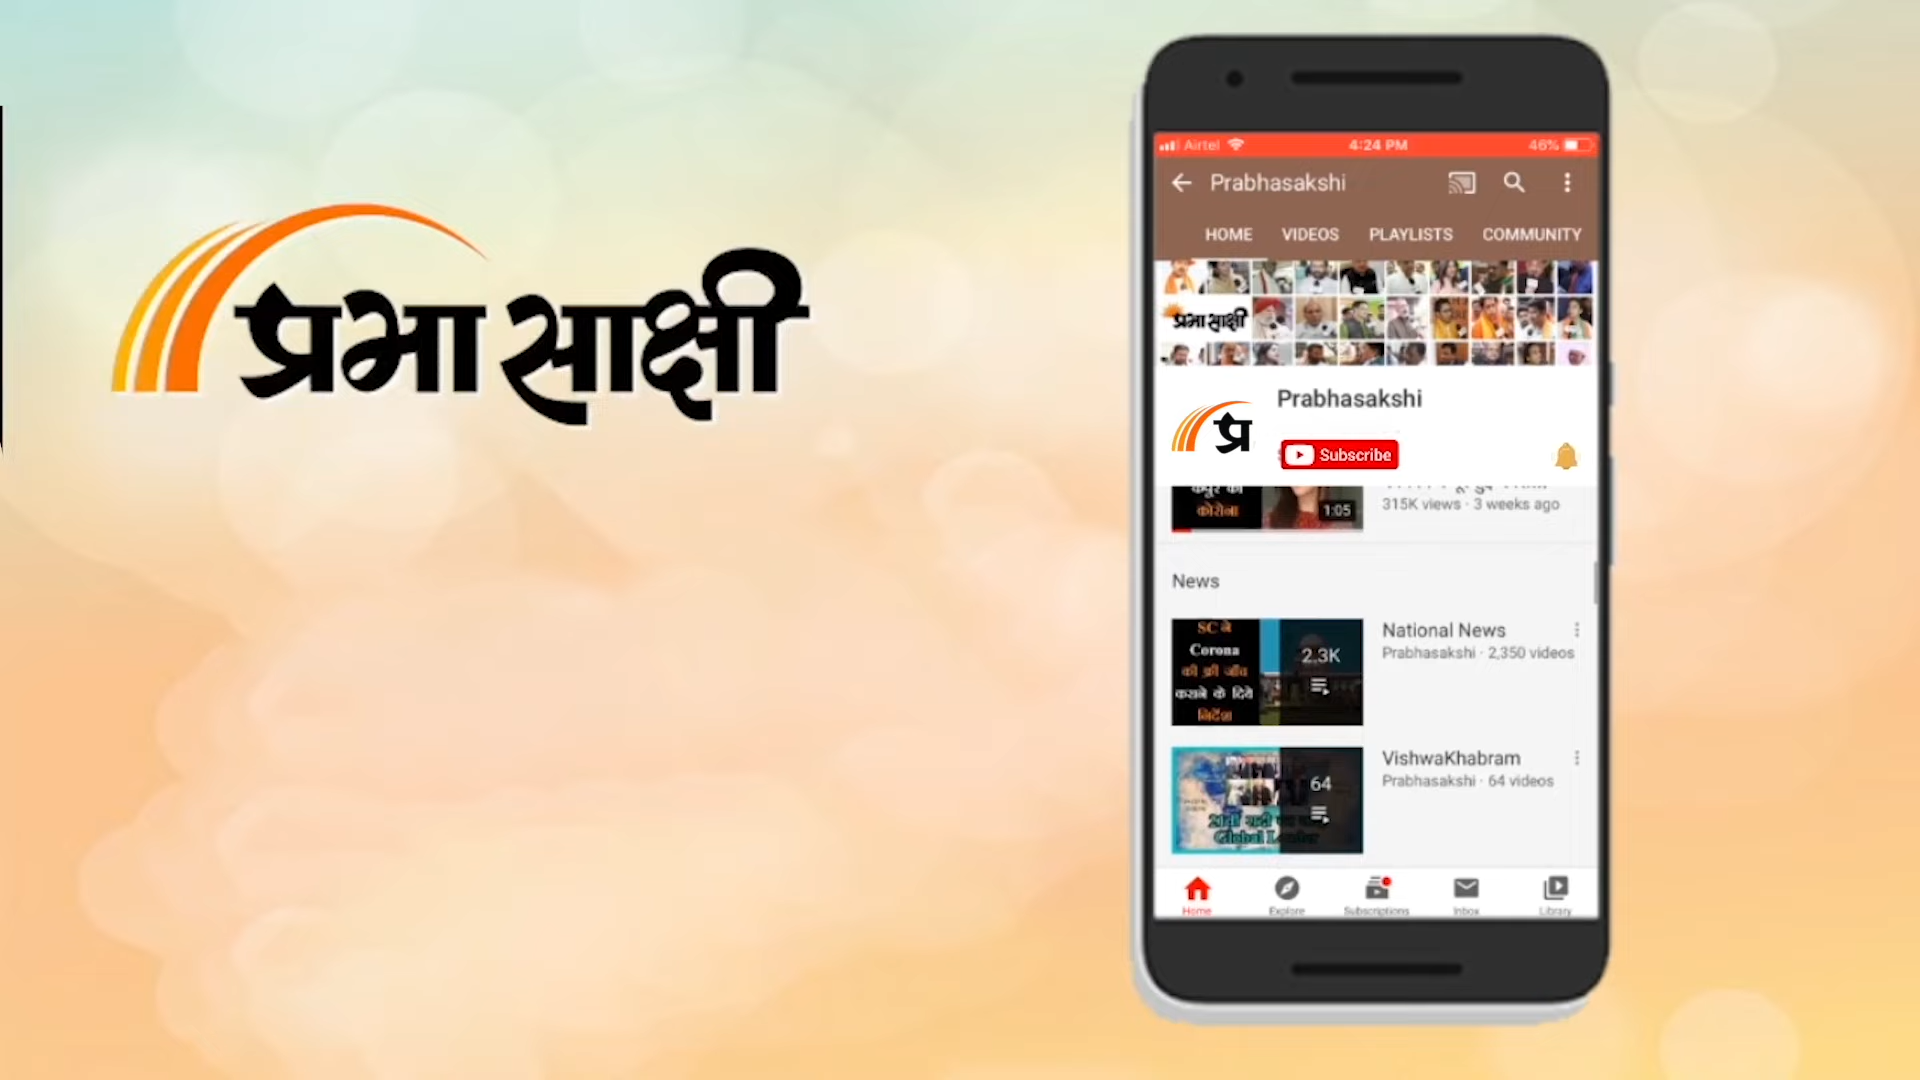 प्रभा साक्षी
Airtel 4:24 PM 46%
Prabhasakshi
HOME VIDEOS PLAYLISTS COMMUNITY
प्रभा साक्षी
Prabhasakshi
प्र
Subscribe
कोरोना
1:05
315K views · 3 weeks ago
News
SC ने
Corona
की फ्री जाँच
कराने के दिये
निर्देश
2.3K
National News
Prabhasakshi · 2,350 videos
64
VishwaKhabram
Prabhasakshi · 64 videos
Home Explore Subscriptions Inbox Library